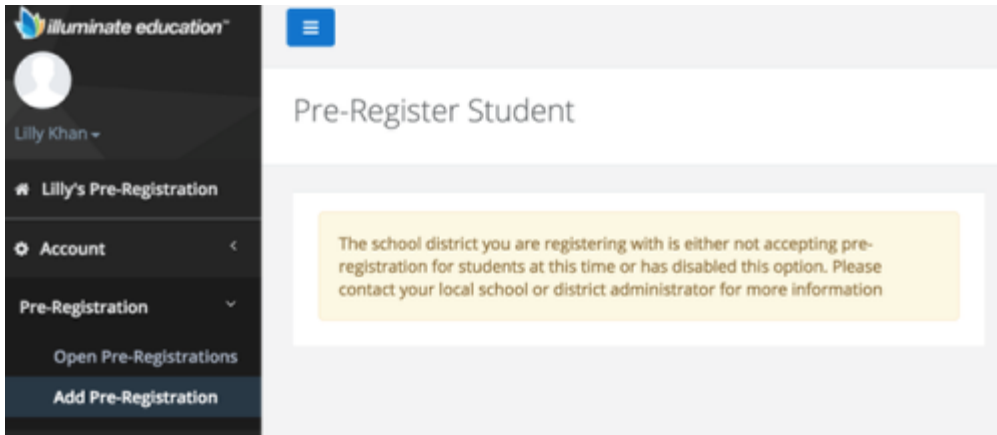 illuminate education™
Lilly Khan
Lilly's Pre-Registration
Account
Pre-Registration
Open Pre-Registrations
Add Pre-Registration
Pre-Register Student
The school district you are registering with is either not accepting pre-
registration for students at this time or has disabled this option. Please
contact your local school or district administrator for more information